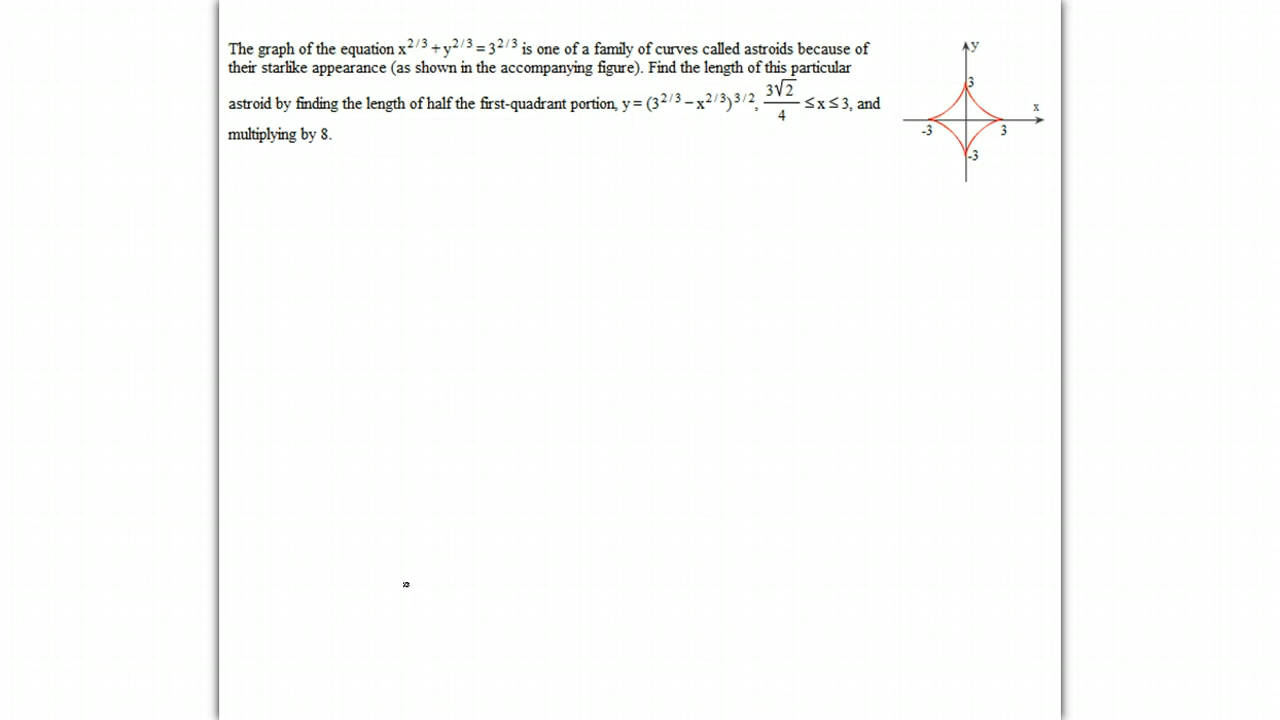 The graph of the equation x^2/3 + y^2/3 = 3^2/3 is one of a family of curves called astroids because of
their starlike appearance (as shown in the accompanying figure). Find the length of this particular
astroid by finding the length of half the first-quadrant portion, y = (3^2/3 − x^2/3)^3/2, 3√2/4 ≤ x ≤ 3, and
multiplying by 8.
y
3
x
-3
3
-3